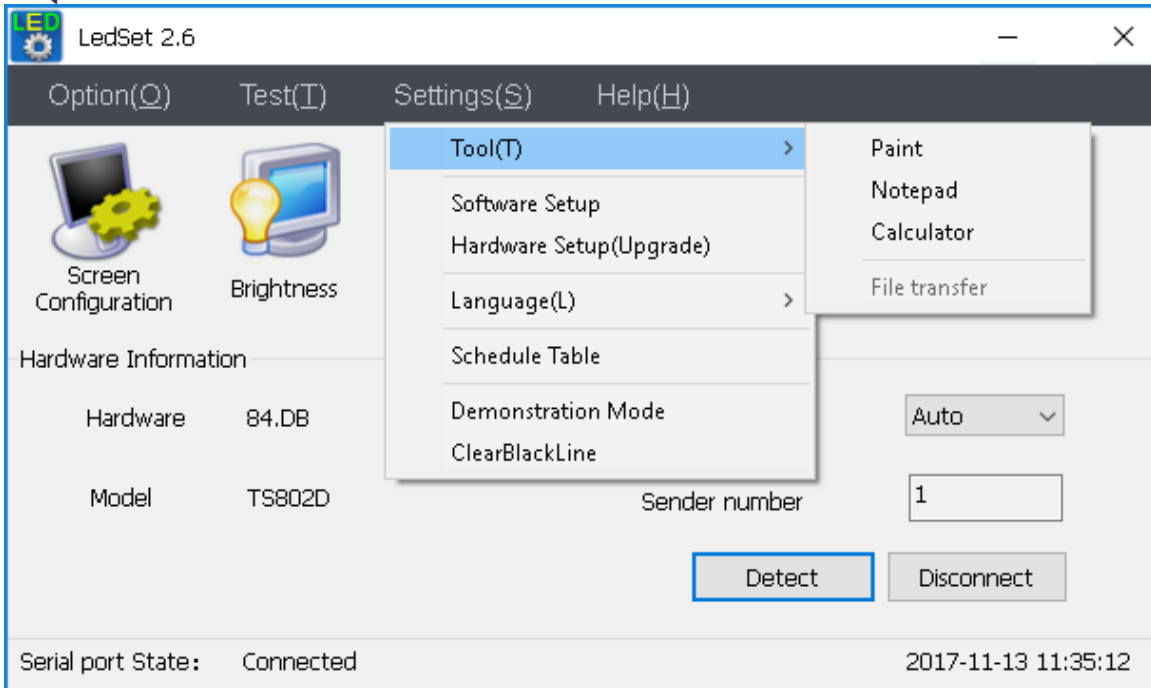 LED
LedSet 2.6
Option(O) Test(T) Settings(S) Help(H)
Tool(T)
Software Setup
Hardware Setup(Upgrade)
Language(L)
Schedule Table
Demonstration Mode
ClearBlackLine
Paint
Notepad
Calculator
File transfer
Screen
Configuration
Brightness
Hardware Information
Hardware 84.DB
Auto
Model TS802D
Sender number 1
Detect Disconnect
Serial port State: Connected 2017-11-13 11:35:12